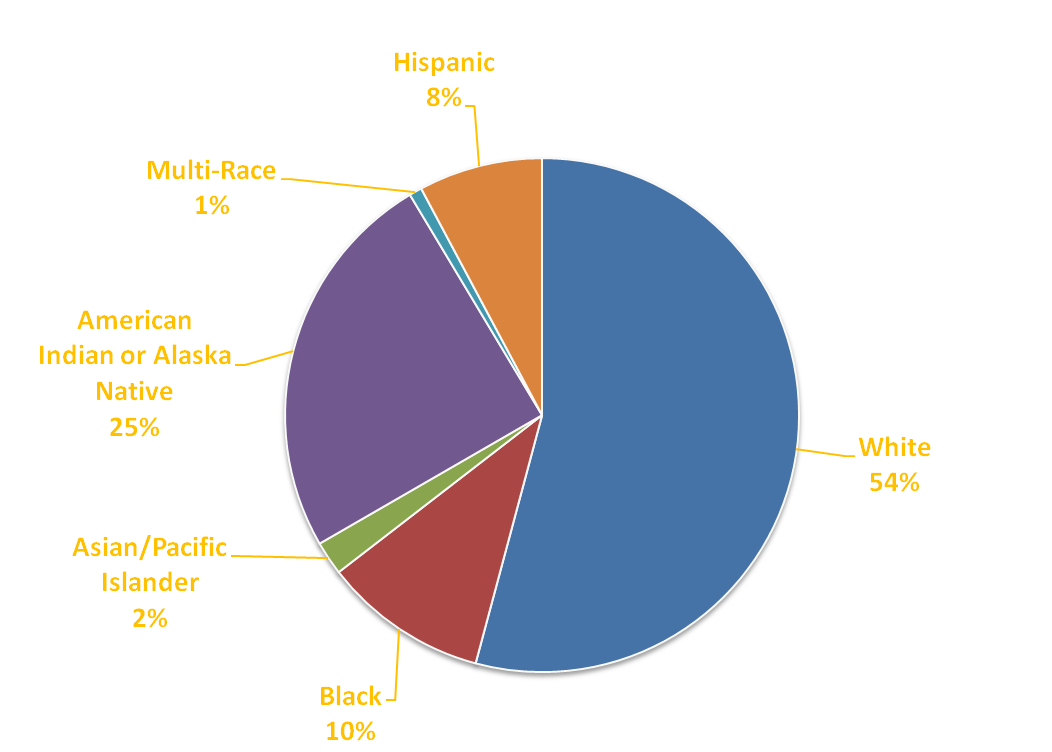 Hispanic
8%
Multi-Race
1%
American
Indian or Alaska
Native
25%
White
54%
Asian/Pacific
Islander
2%
Black
10%